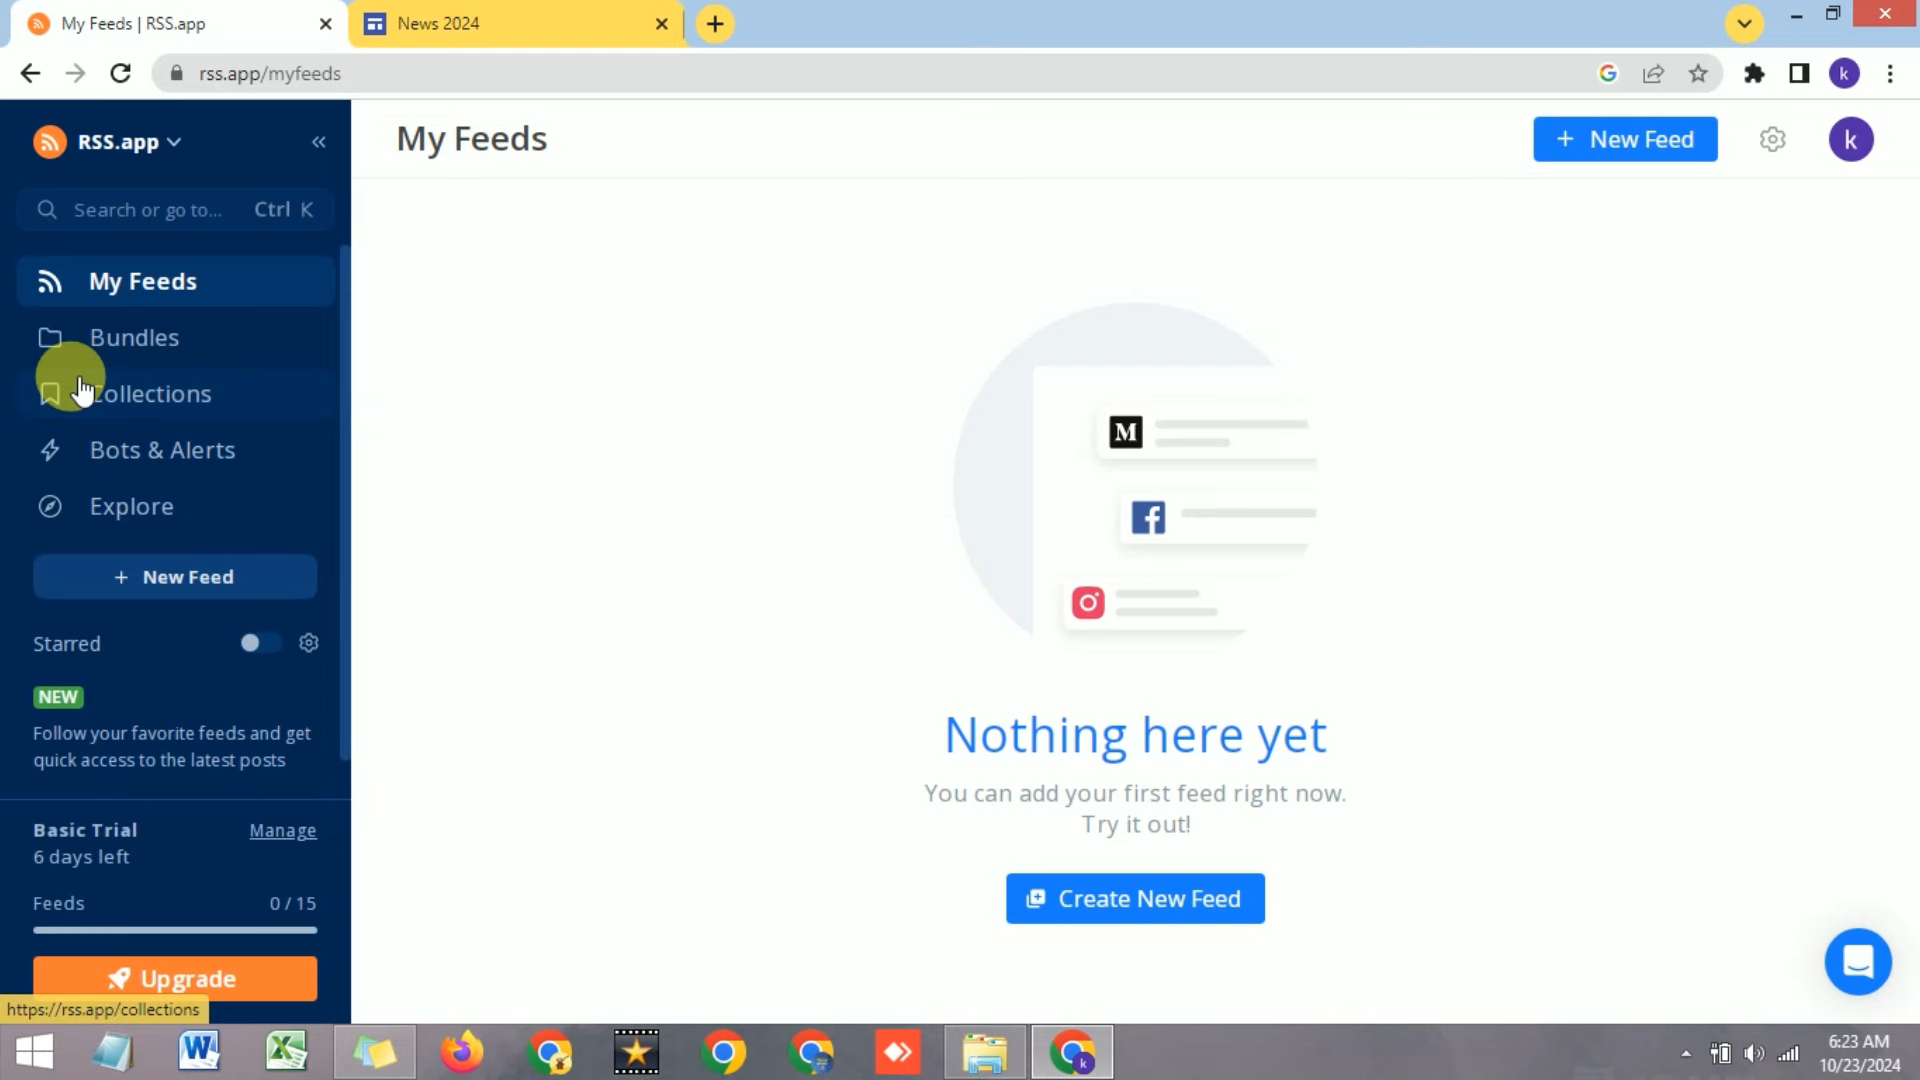 My Feeds | RSS.app
News 2024
rss.app/myfeeds
k
RSS.app
Search or go to... Ctrl K
My Feeds
Bundles
Collections
Bots & Alerts
Explore
+ New Feed
Starred
NEW
Follow your favorite feeds and get
quick access to the latest posts
Basic Trial Manage
6 days left
Feeds 0 / 15
Upgrade
https://rss.app/collections
My Feeds
+ New Feed
k
M
Nothing here yet
You can add your first feed right now.
Try it out!
Create New Feed
6:23 AM
10/23/2024